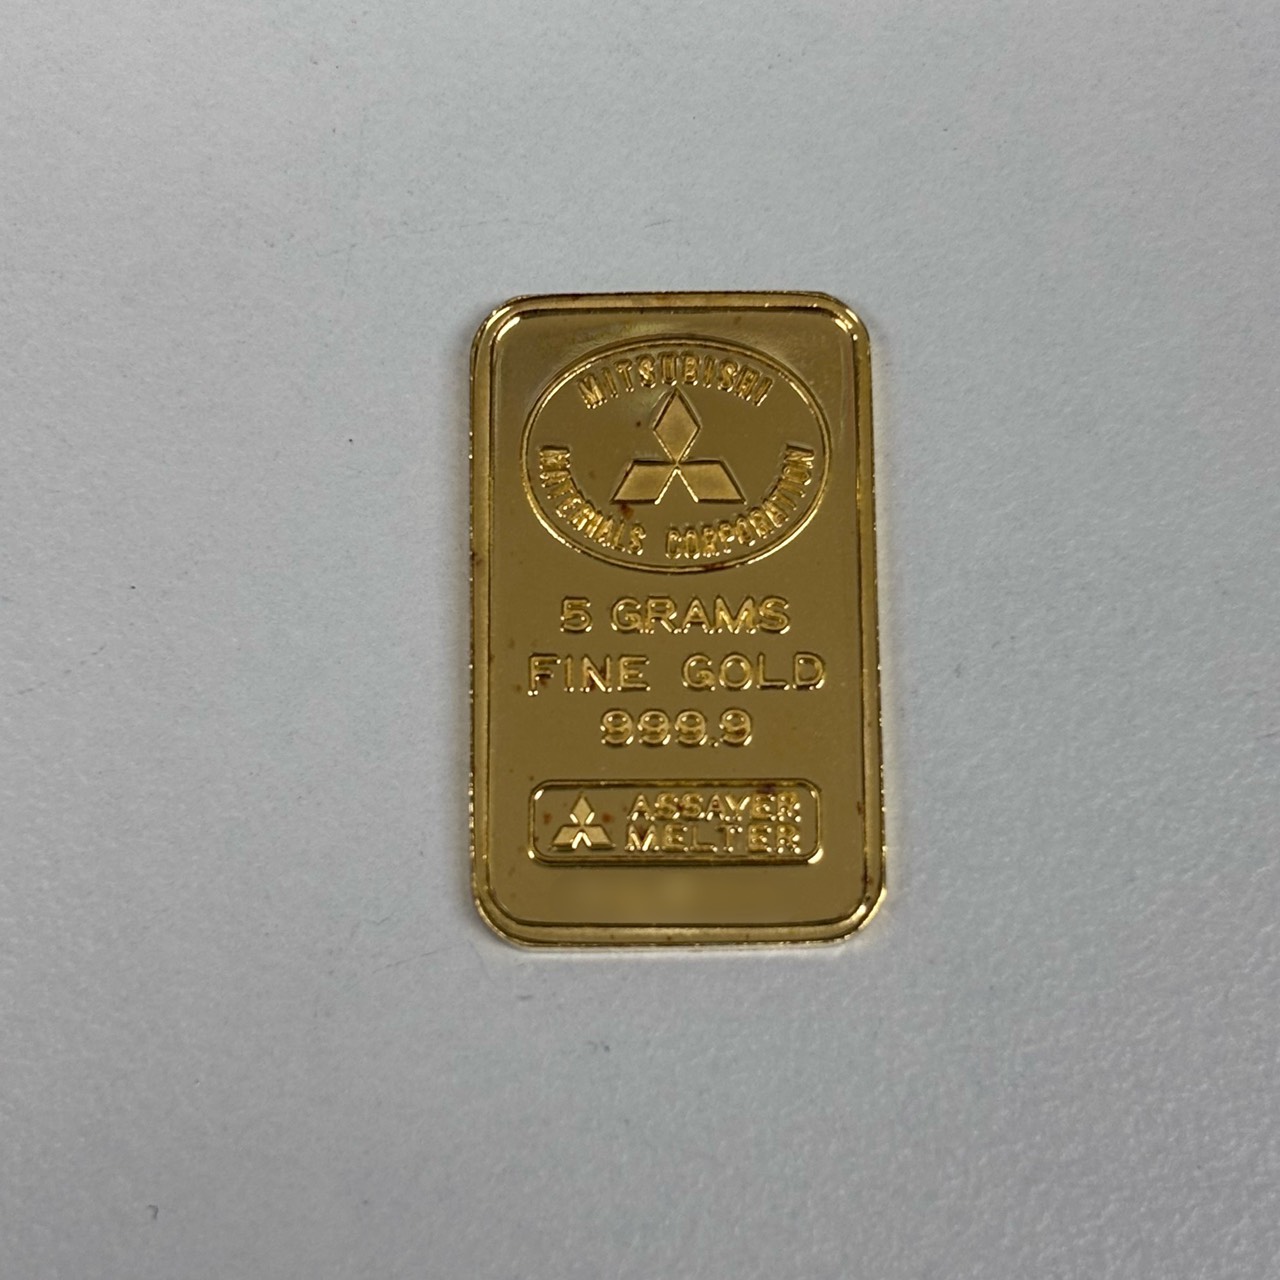 MITSUBISHI
MATERIALS CORPORATION
5 GRAMS
FINE GOLD
999.9
ASSAYER
MELTER